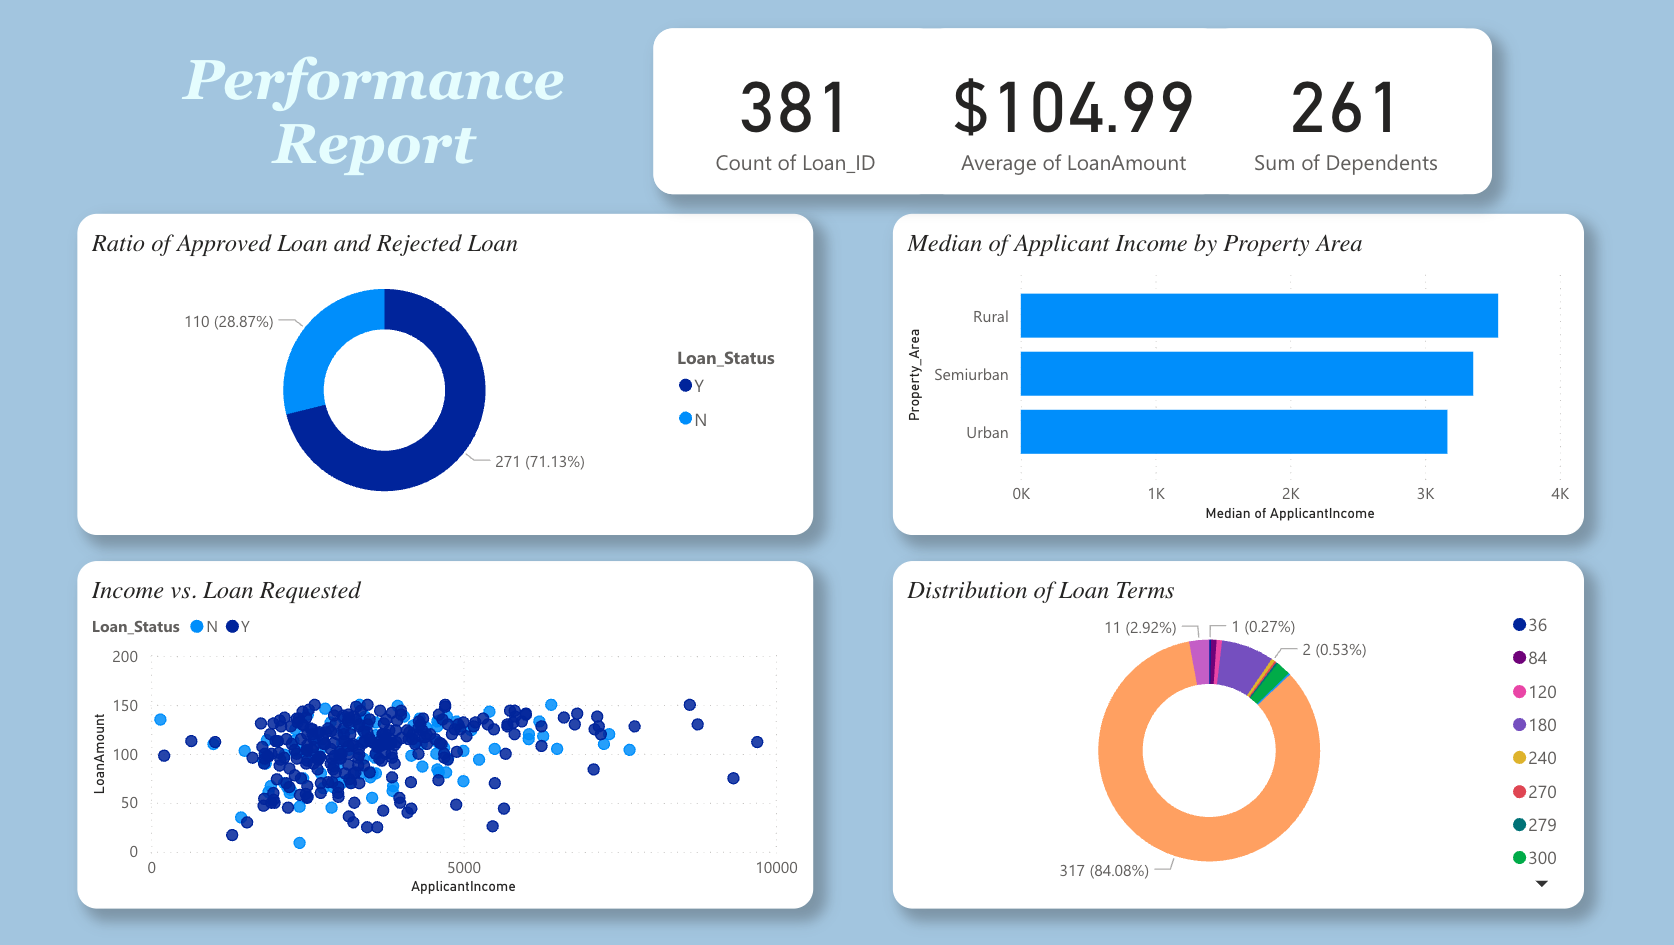 Performance
Report
381
Count of Loan_ID
$104.99
Average of LoanAmount
261
Sum of Dependents
Ratio of Approved Loan and Rejected Loan
110 (28.87%)
271 (71.13%)
Loan_Status
Y
N
Median of Applicant Income by Property Area
Property_Area
Rural
Semiurban
Urban
0K 1K 2K 3K 4K
Median of ApplicantIncome
Income vs. Loan Requested
Loan_Status N Y
LoanAmount
200
150
100
50
0
0 5000 10000
ApplicantIncome
Distribution of Loan Terms
11 (2.92%)
1 (0.27%)
2 (0.53%)
317 (84.08%)
36
84
120
180
240
270
279
300